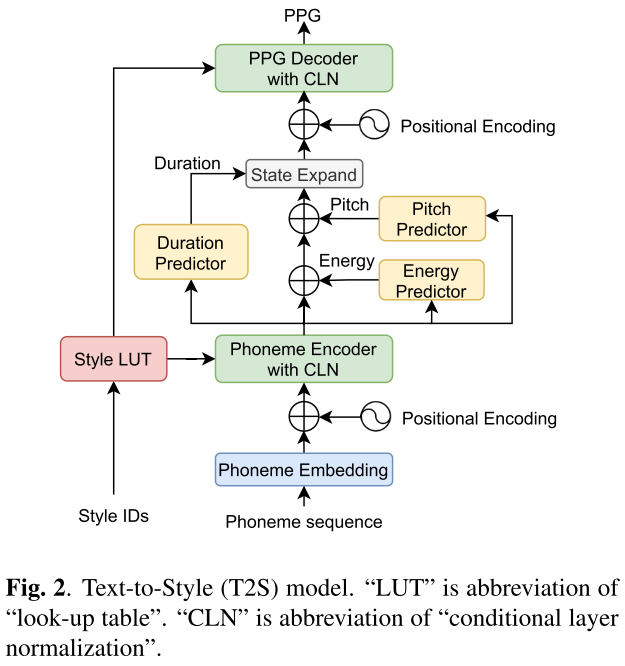 PPG
PPG Decoder
with CLN
Positional Encoding
Duration
State Expand
Pitch
Pitch
Predictor
Duration
Predictor
Energy
Energy
Predictor
Style LUT
Phoneme Encoder
with CLN
Positional Encoding
Phoneme Embedding
Style IDs
Phoneme sequence
Fig. 2. Text-to-Style (T2S) model. “LUT” is abbreviation of
“look-up table”. “CLN” is abbreviation of “conditional layer
normalization”.